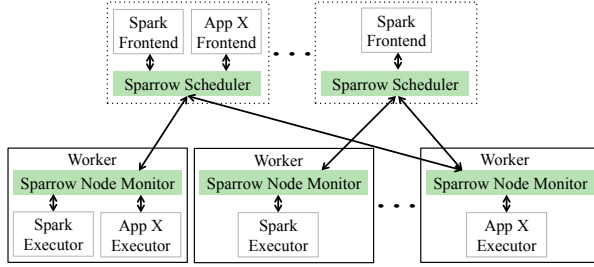 Spark
Frontend
App X
Frontend
Sparrow Scheduler
Spark
Frontend
Sparrow Scheduler
Worker
Sparrow Node Monitor
Spark
Executor
App X
Executor
Worker
Sparrow Node Monitor
Spark
Executor
Worker
Sparrow Node Monitor
App X
Executor